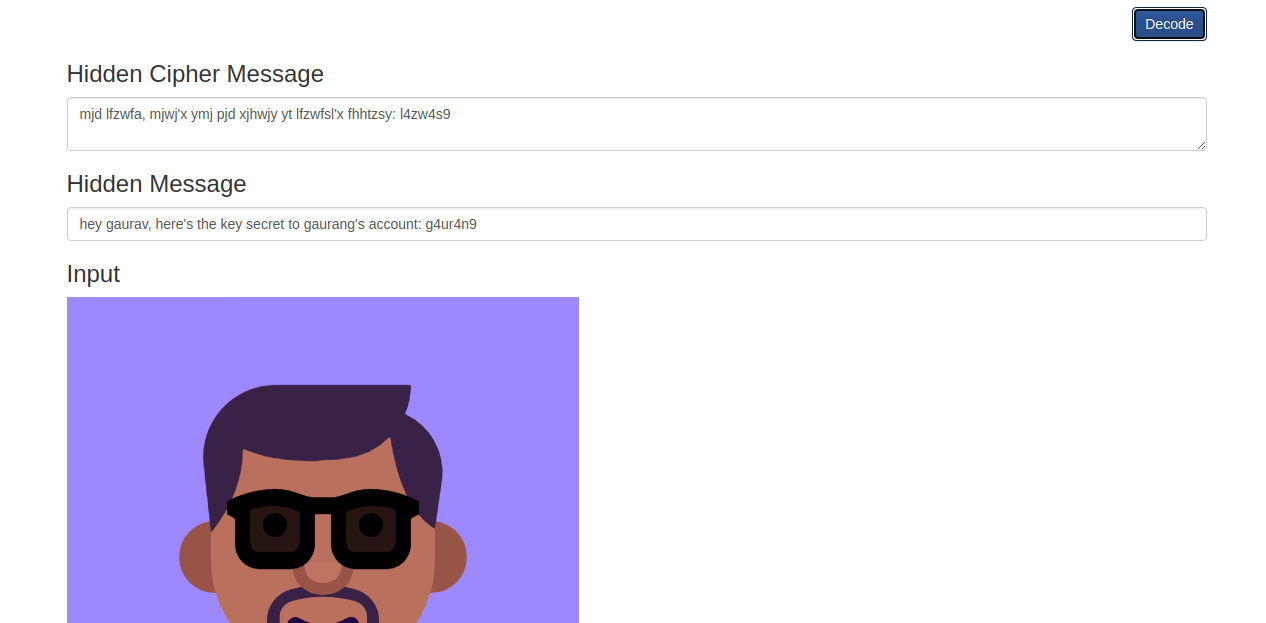 Decode
Hidden Cipher Message
mjd lfzwfa, mjwj'x ymj pjd xjhwjy yt lfzwfsl'x fhhtzsy: l4zw4s9
Hidden Message
hey gaurav, here's the key secret to gaurang's account: g4ur4n9
Input